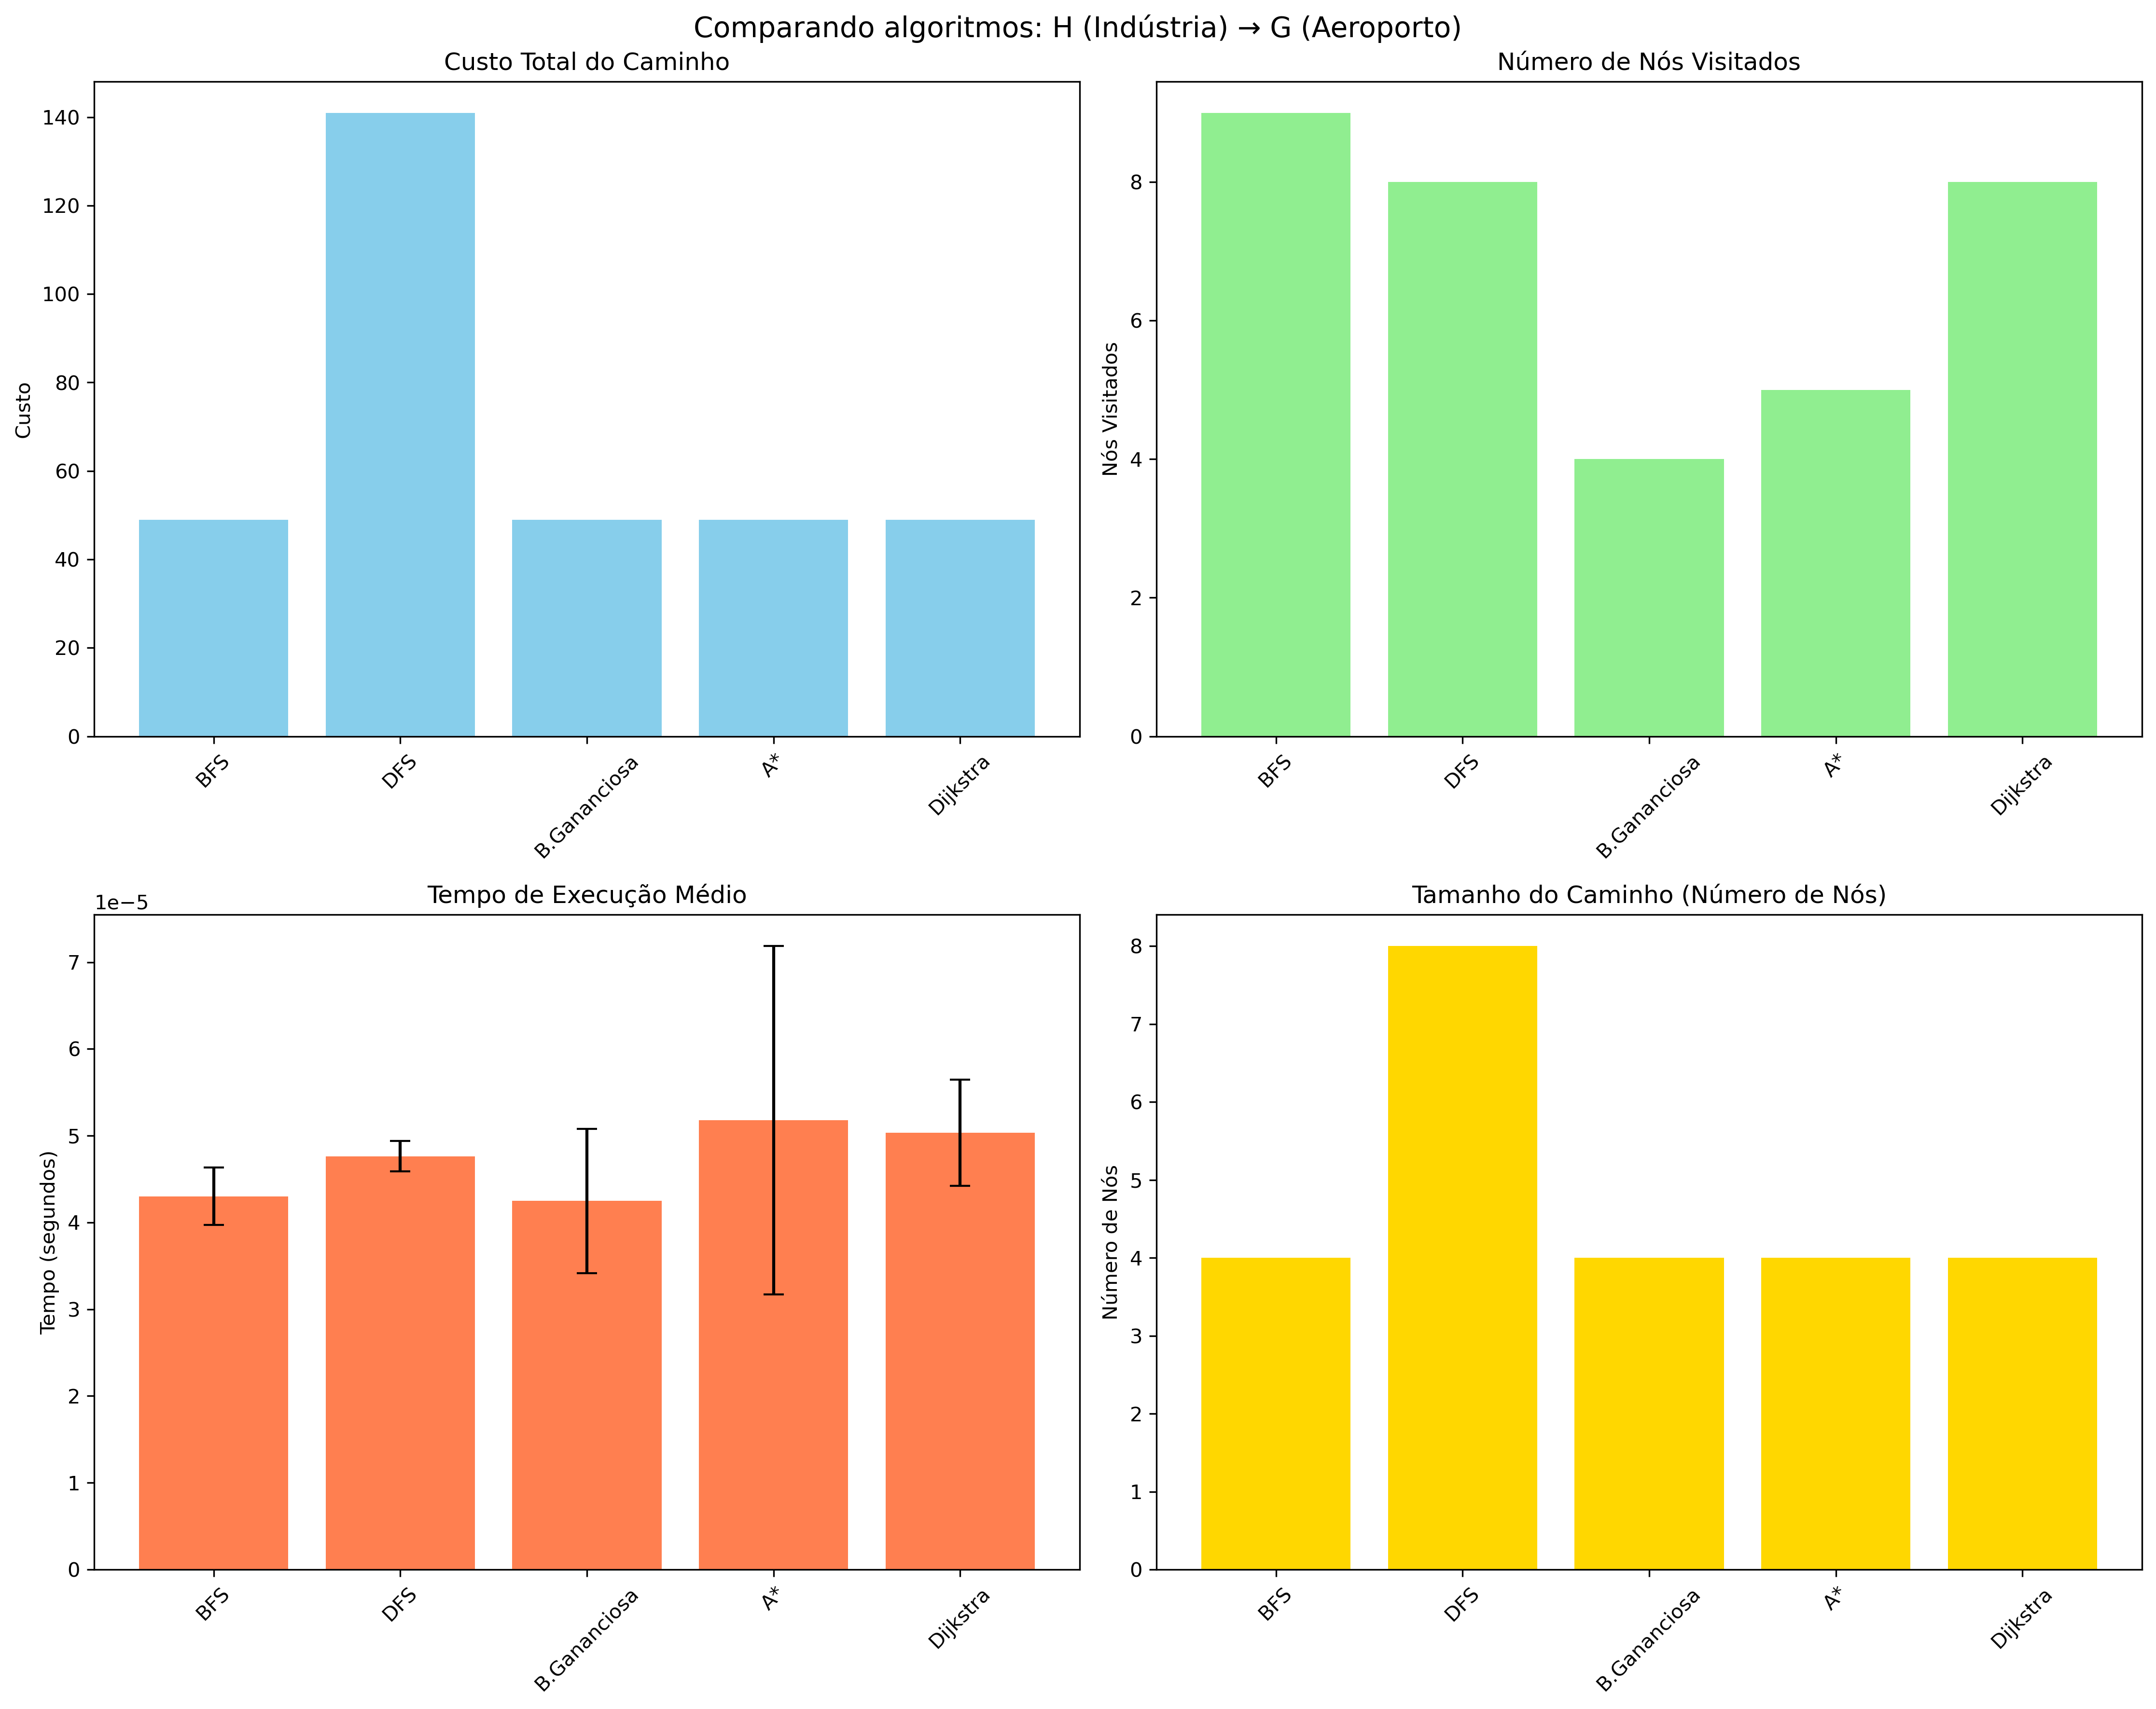 Comparando algoritmos: H (Indústria) → G (Aeroporto)
Custo Total do Caminho
Custo
140
120
100
80
60
40
20
0
BFS
DFS
B.Gananciosa
A*
Dijkstra
Número de Nós Visitados
Nós Visitados
8
6
4
2
0
BFS
DFS
B.Gananciosa
A*
Dijkstra
Tempo de Execução Médio
1e−5
Tempo (segundos)
7
6
5
4
3
2
1
0
BFS
DFS
B.Gananciosa
A*
Dijkstra
Tamanho do Caminho (Número de Nós)
Número de Nós
8
7
6
5
4
3
2
1
0
BFS
DFS
B.Gananciosa
A*
Dijkstra